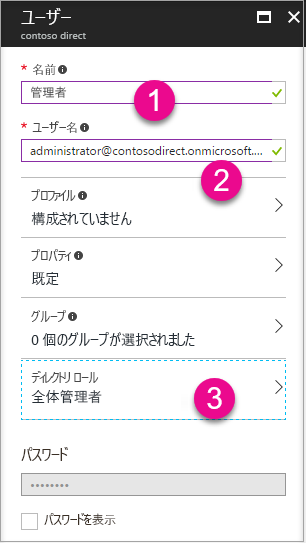 ユーザー
contoso direct
* 名前
管理者
1
* ユーザー名
administrator@contosodirect.onmicrosoft....
2
プロファイル
構成されていません
プロパティ
既定
グループ
0 個のグループが選択されました
ディレクトリ ロール
全体管理者
3
パスワード
••••••••
パスワードを表示